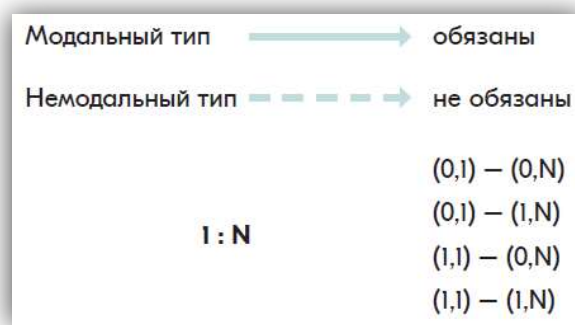 Модальный тип обязаны
Немодальный тип не обязаны
1 : N
(0,1) – (0,N)
(0,1) – (1,N)
(1,1) – (0,N)
(1,1) – (1,N)